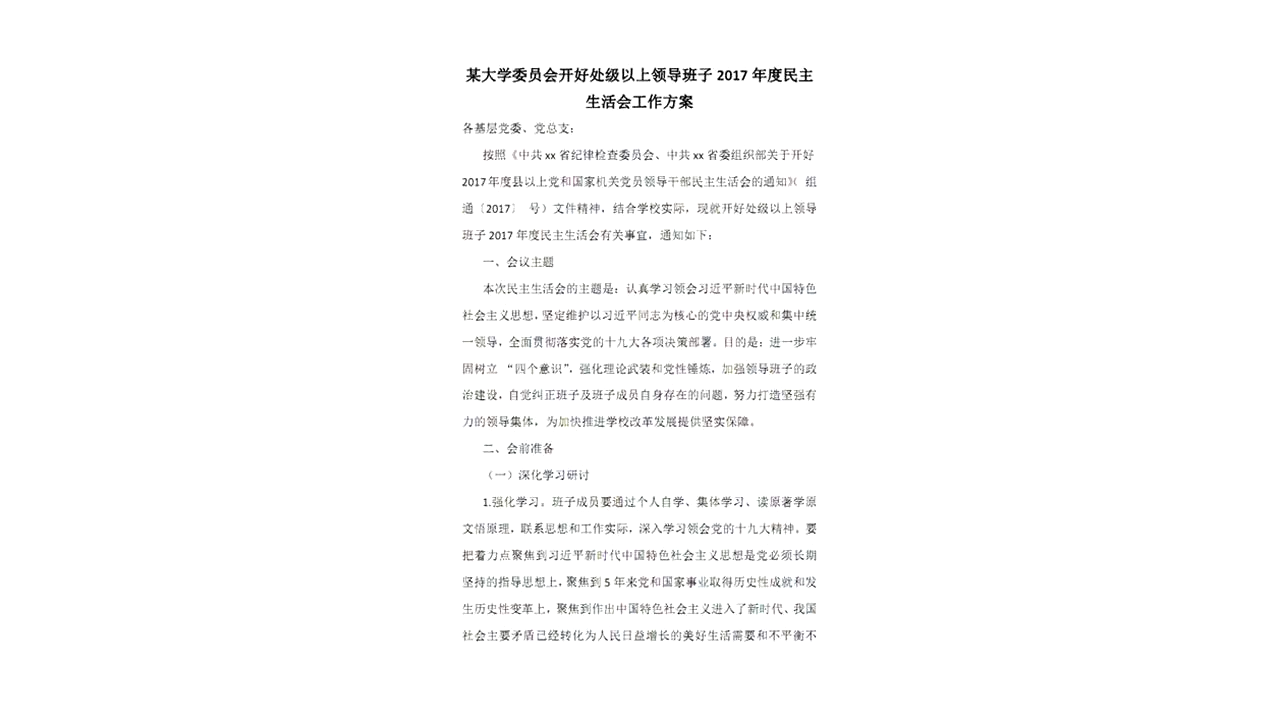 某大学委员会开好处级以上领导班子 2017 年度民主
生活会工作方案
各基层党委、党总支：
按照《中共 xx 省纪律检查委员会、中共 xx 省委组织部关于开好
2017 年度县以上党和国家机关党员领导干部民主生活会的通知》（ 组
通〔2017〕 号）文件精神，结合学校实际，现就开好处级以上领导
班子 2017 年度民主生活会有关事宜，通知如下：
一、会议主题
本次民主生活会的主题是：认真学习领会习近平新时代中国特色
社会主义思想，坚定维护以习近平同志为核心的党中央权威和集中统
一领导，全面贯彻落实党的十九大各项决策部署。目的是：进一步牢
固树立 “四个意识”，强化理论武装和党性锤炼，加强领导班子的政
治建设，自觉纠正班子及班子成员自身存在的问题，努力打造坚强有
力的领导集体，为加快推进学校改革发展提供坚实保障。
二、会前准备
（一）深化学习研讨
1.强化学习。班子成员要通过个人自学、集体学习、读原著学原
文悟原理，联系思想和工作实际，深入学习领会党的十九大精神。要
把着力点聚焦到习近平新时代中国特色社会主义思想是党必须长期
坚持的指导思想上，聚焦到 5 年来党和国家事业取得历史性成就和发
生历史性变革上，聚焦到作出中国特色社会主义进入了新时代、我国
社会主要矛盾已经转化为人民日益增长的美好生活需要和不平衡不